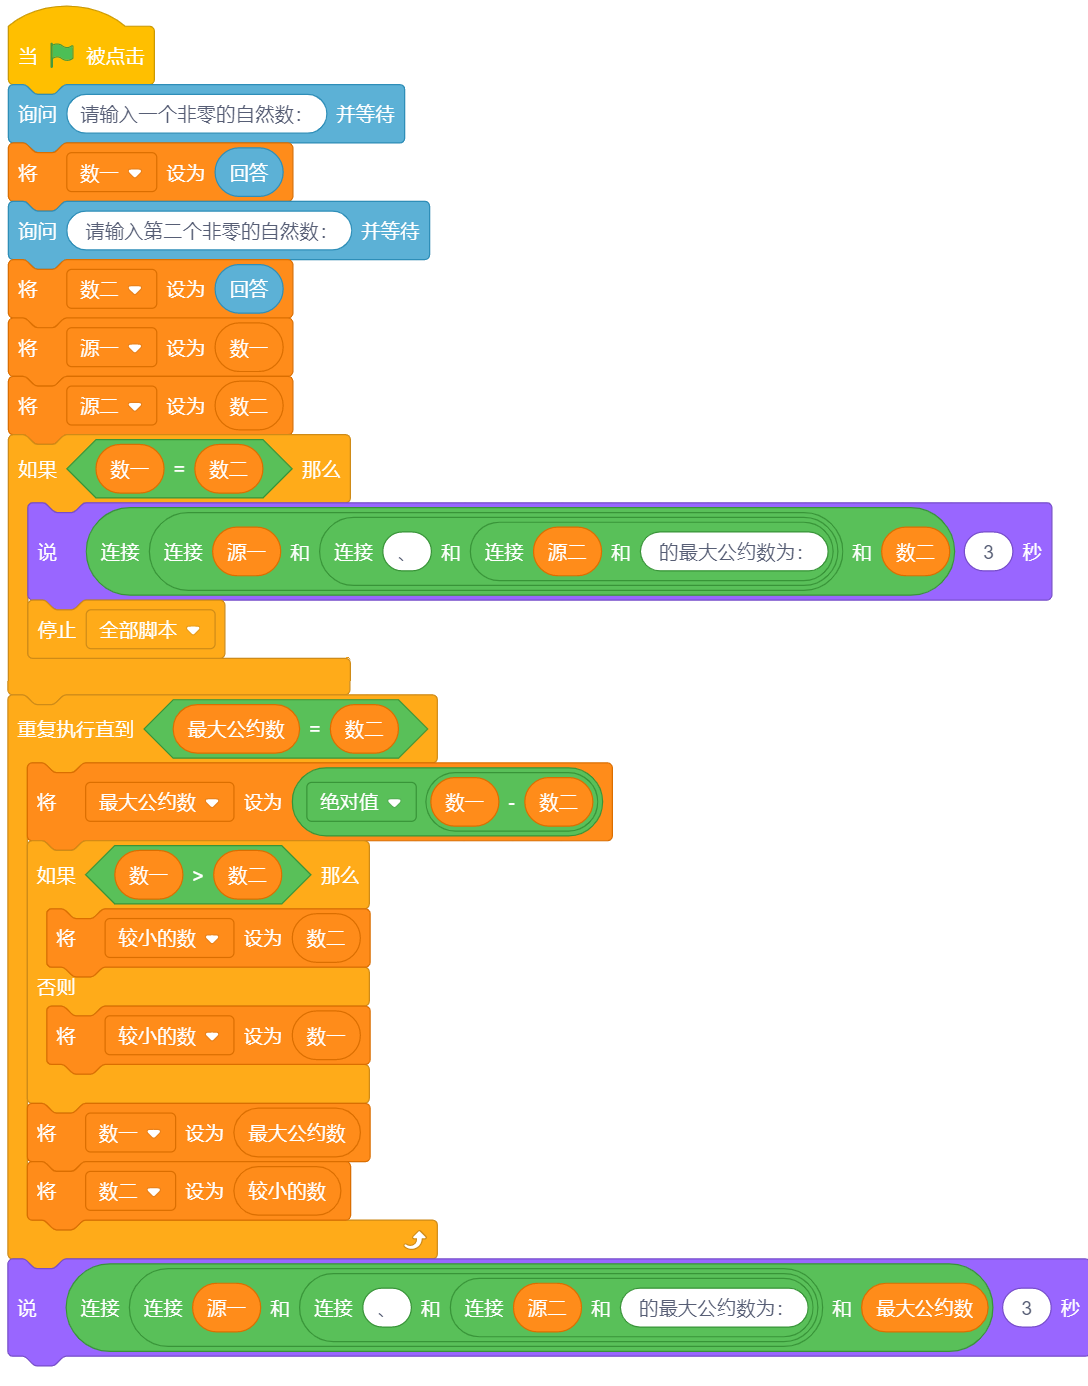 当 被点击
询问 请输入一个非零的自然数： 并等待
将 数一 设为 回答
询问 请输入第二个非零的自然数： 并等待
将 数二 设为 回答
将 源一 设为 数一
将 源二 设为 数二
如果 数一 = 数二 那么
说 连接 连接 源一 和 连接 、 和 连接 源二 和 的最大公约数为： 和 数二 3 秒
停止 全部脚本
重复执行直到 最大公约数 = 数二
将 最大公约数 设为 绝对值 数一 - 数二
如果 数一 > 数二 那么
将 较小的数 设为 数二
否则
将 较小的数 设为 数一
将 数一 设为 最大公约数
将 数二 设为 较小的数
说 连接 连接 源一 和 连接 、 和 连接 源二 和 的最大公约数为： 和 最大公约数 3 秒